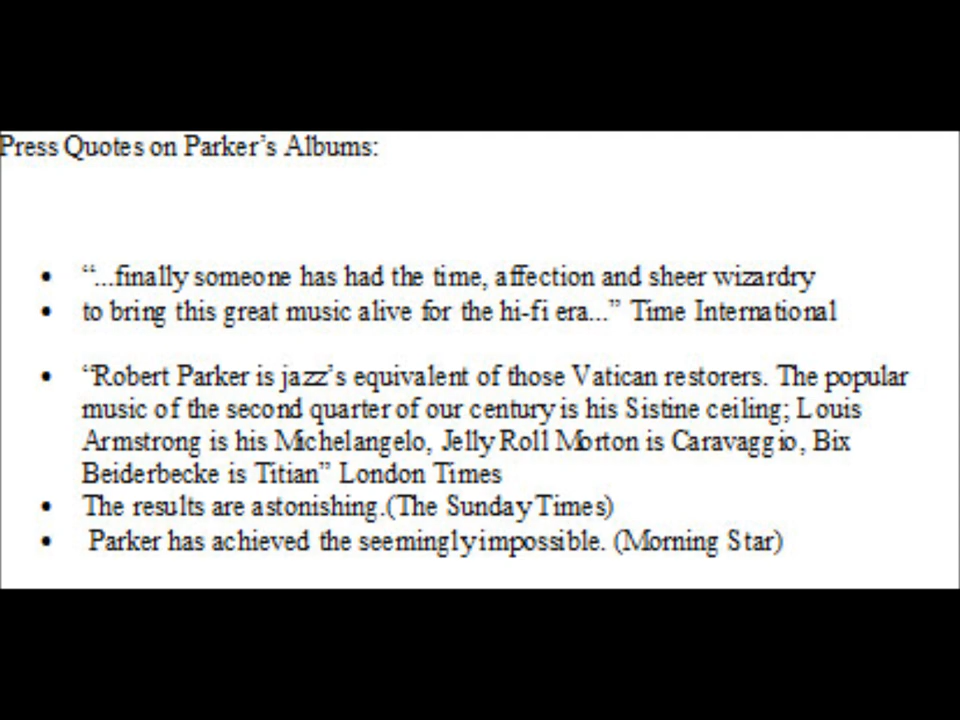 Press Quotes on Parker’s Albums:
• “...finally someone has had the time, affection and sheer wizardry
• to bring this great music alive for the hi-fi era...” Time International
• “Robert Parker is jazz’s equivalent of those Vatican restorers. The popular
music of the second quarter of our century is his Sistine ceiling; Louis
Armstrong is his Michelangelo, Jelly Roll Morton is Caravaggio, Bix
Beiderbecke is Titian” London Times
• The results are astonishing.(The Sunday Times)
• Parker has achieved the seemingly impossible. (Morning Star)